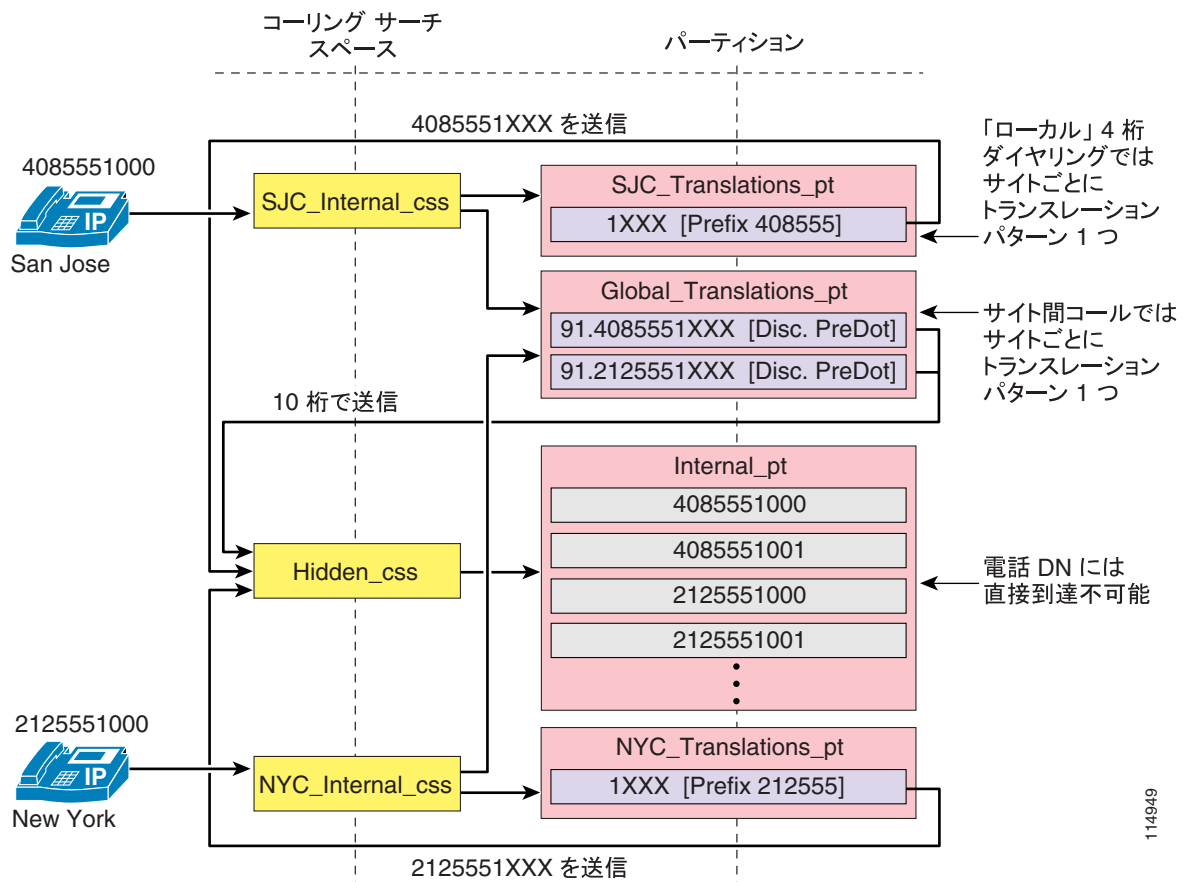 コーリング サーチ
スペース
パーティション
4085551XXX を送信
4085551000
IP
San Jose
SJC_Internal_css
SJC_Translations_pt
1XXX [Prefix 408555]
「ローカル」4 桁
ダイヤリングでは
サイトごとに
トランスレーション
パターン 1 つ
Global_Translations_pt
91.4085551XXX [Disc. PreDot]
91.2125551XXX [Disc. PreDot]
サイト間コールでは
サイトごとに
トランスレーション
パターン 1 つ
10 桁で送信
Hidden_css
Internal_pt
4085551000
4085551001
2125551000
2125551001
電話 DN には
直接到達不可能
2125551000
IP
New York
NYC_Internal_css
NYC_Translations_pt
1XXX [Prefix 212555]
2125551XXX を送信
114949